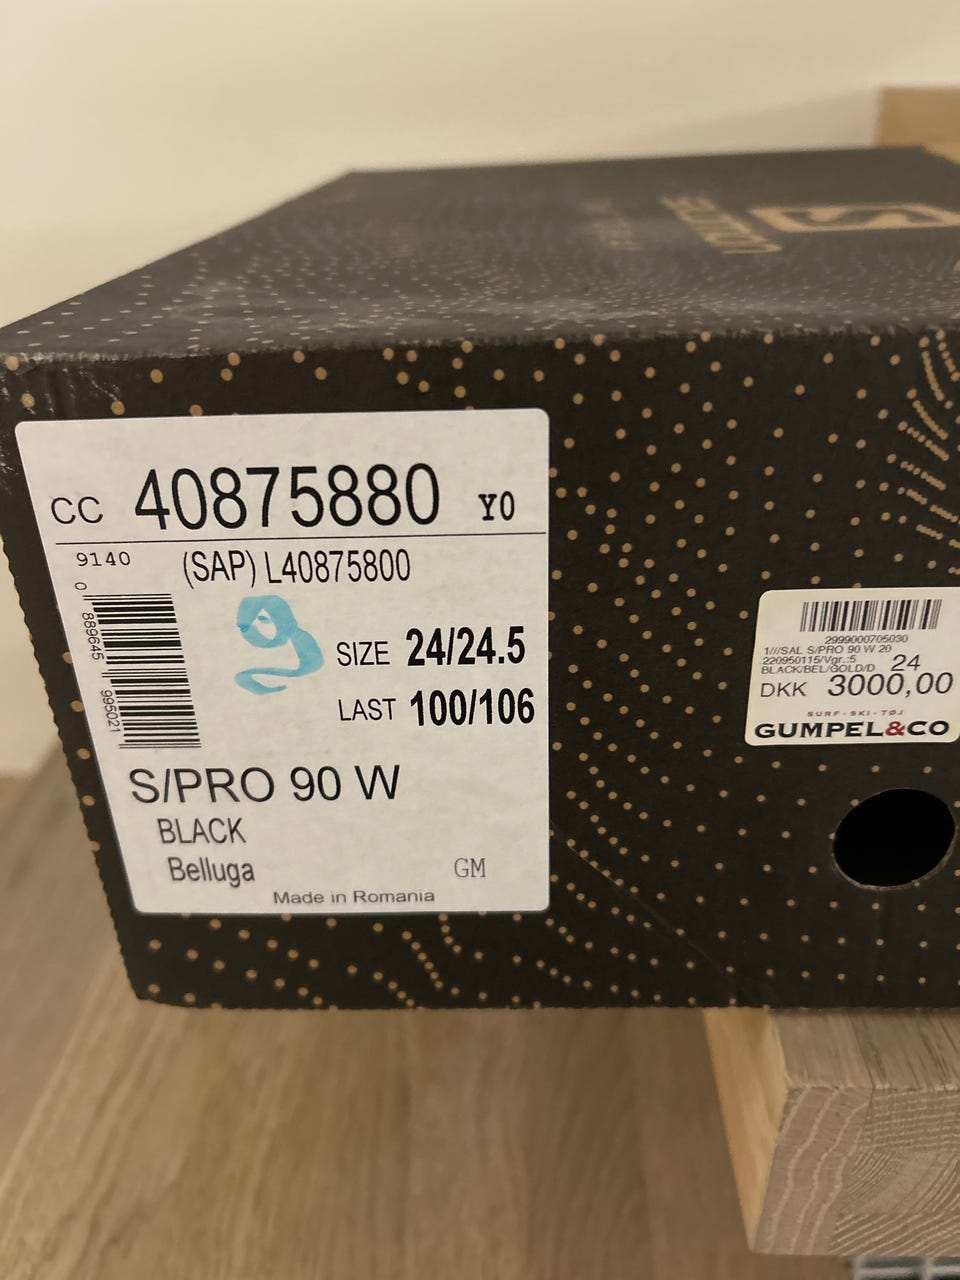 SALOMON
CC 40875880 Y0
9140 (SAP) L40875800
0 889645 995021
9
SIZE 24/24.5
LAST 100/106
S/PRO 90 W
BLACK
Belluga GM
Made in Romania
2999000705030
1///SAL S/PRO 90 W 20
220950115/Vgr.:5
BLACK/BEL/GOLD/D 24
DKK 3000,00
SURF - SKI - TØJ
GUMPEL&CO